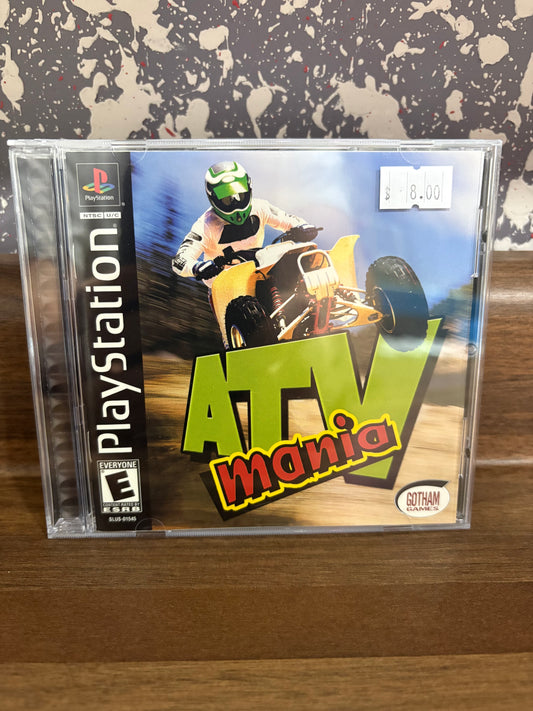 PlayStation
NTSC U/C
PlayStation
$ 8.00
ATV
mania
EVERYONE
E
CONTENT RATED BY
ESRB
SLUS-01545
GOTHAM
GAMES